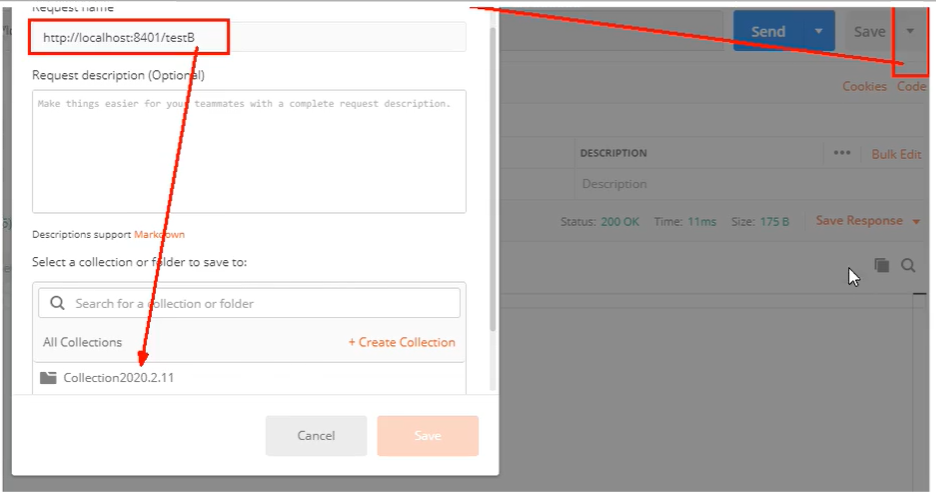 Request name
http://localhost:8401/testB
Send
Save
Request description (Optional)
Make things easier for your teammates with a complete request description.
Cookies Code
DESCRIPTION
••• Bulk Edit
Description
Status: 200 OK Time: 11ms Size: 175 B Save Response
Descriptions support Markdown
Select a collection or folder to save to:
Search for a collection or folder
All Collections
+ Create Collection
Collection2020.2.11
Cancel
Save